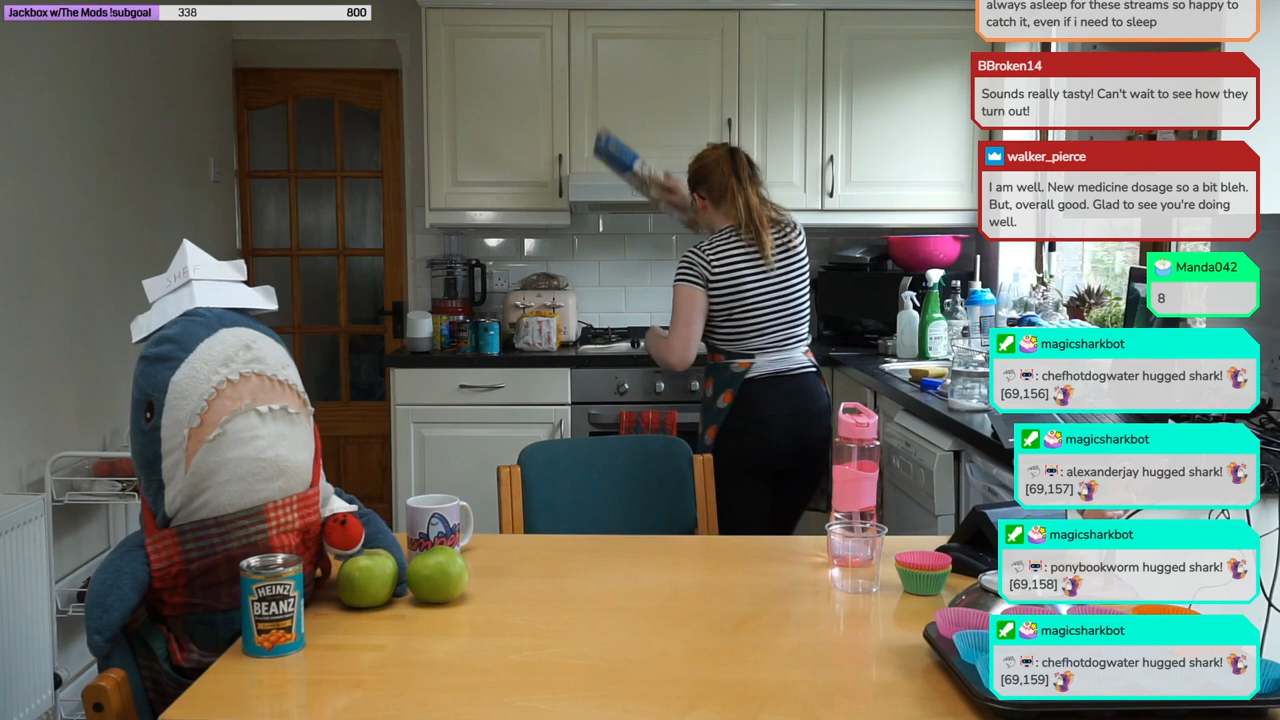 Jackbox w/The Mods !subgoal 338 800
always asleep for these streams so happy to
catch it, even if i need to sleep
BBroken14
Sounds really tasty! Can't wait to see how they
turn out!
walker_pierce
I am well. New medicine dosage so a bit bleh.
But, overall good. Glad to see you're doing
well.
Manda042
8
magicsharkbot
: chefhotdogwater hugged shark!
[69,156]
magicsharkbot
: alexanderjay hugged shark!
[69,157]
magicsharkbot
: ponybookworm hugged shark!
[69,158]
magicsharkbot
: chefhotdogwater hugged shark!
[69,159]
SHEF
HEINZ
BEANZ